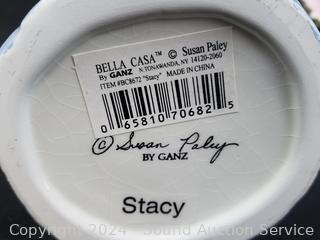 BELLA CASA™ © Susan Paley
By GANZ N TONAWANDA, NY 14120-2060
ITEM #BC8672 "Stacy" MADE IN CHINA
0 65810 70682 5
© Susan Paley
BY GANZ
Stacy
Copyright 2024 - Sound Auction Service